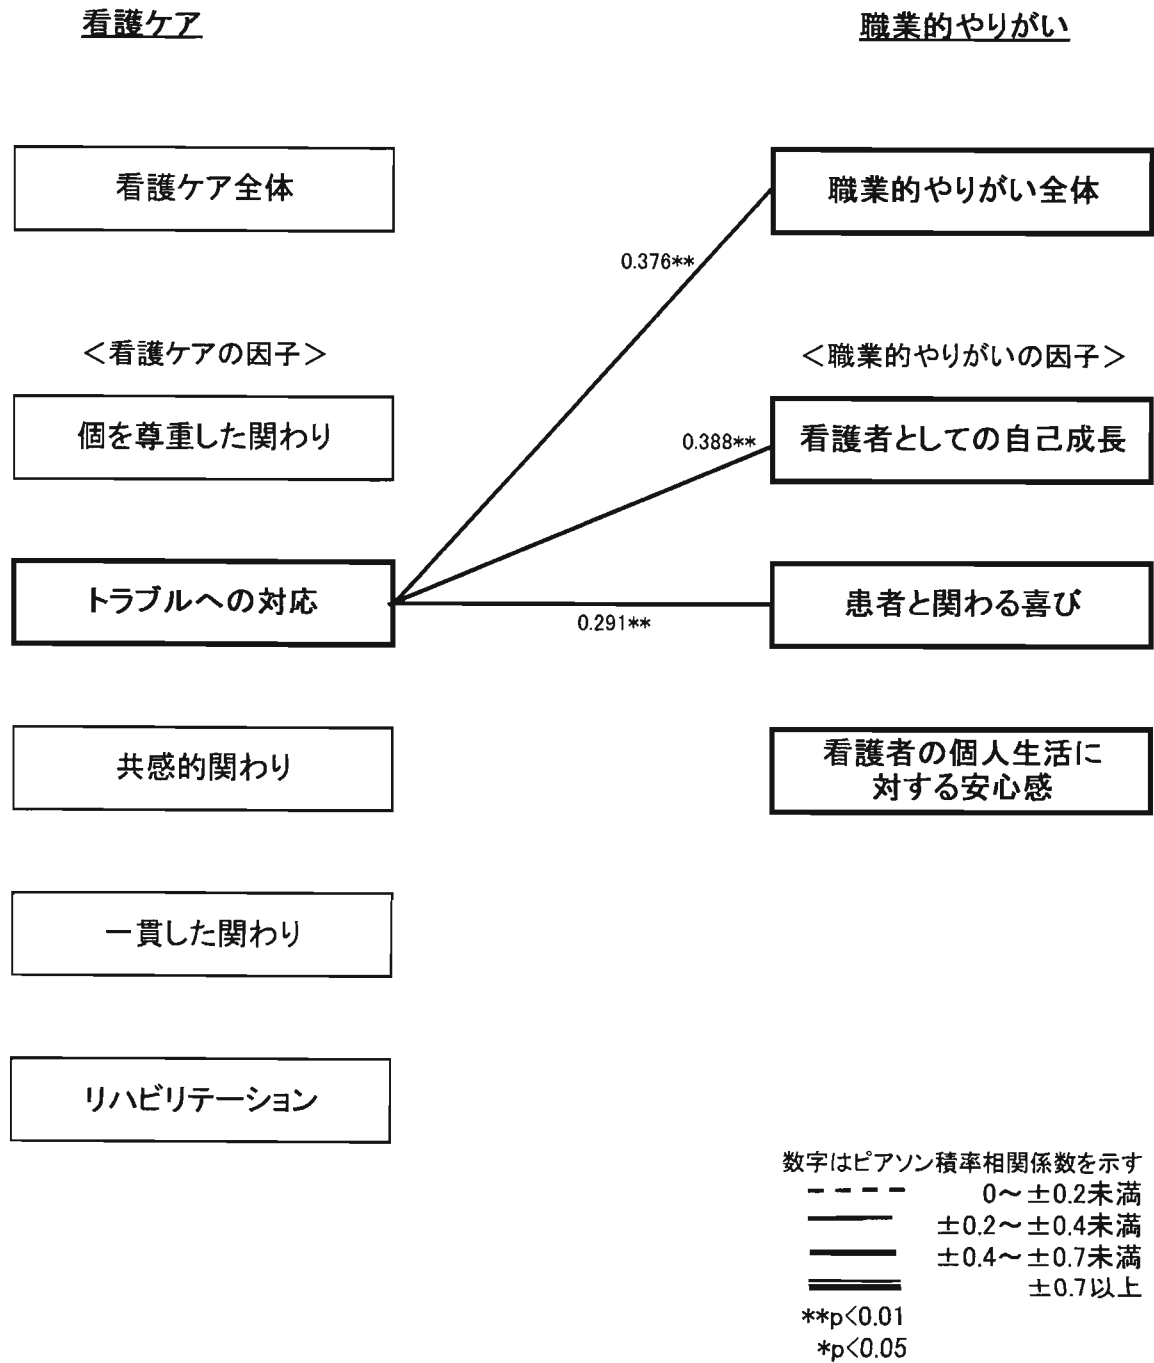 看護ケア
職業的やりがい
看護ケア全体
職業的やりがい全体
0.376**
＜看護ケアの因子＞
＜職業的やりがいの因子＞
個を尊重した関わり
0.388**
看護者としての自己成長
トラブルへの対応
0.291**
患者と関わる喜び
共感的関わり
看護者の個人生活に
対する安心感
一貫した関わり
リハビリテーション
数字はピアソン積率相関係数を示す
0～±0.2未満
±0.2～±0.4未満
±0.4～±0.7未満
±0.7以上
**p<0.01
*p<0.05